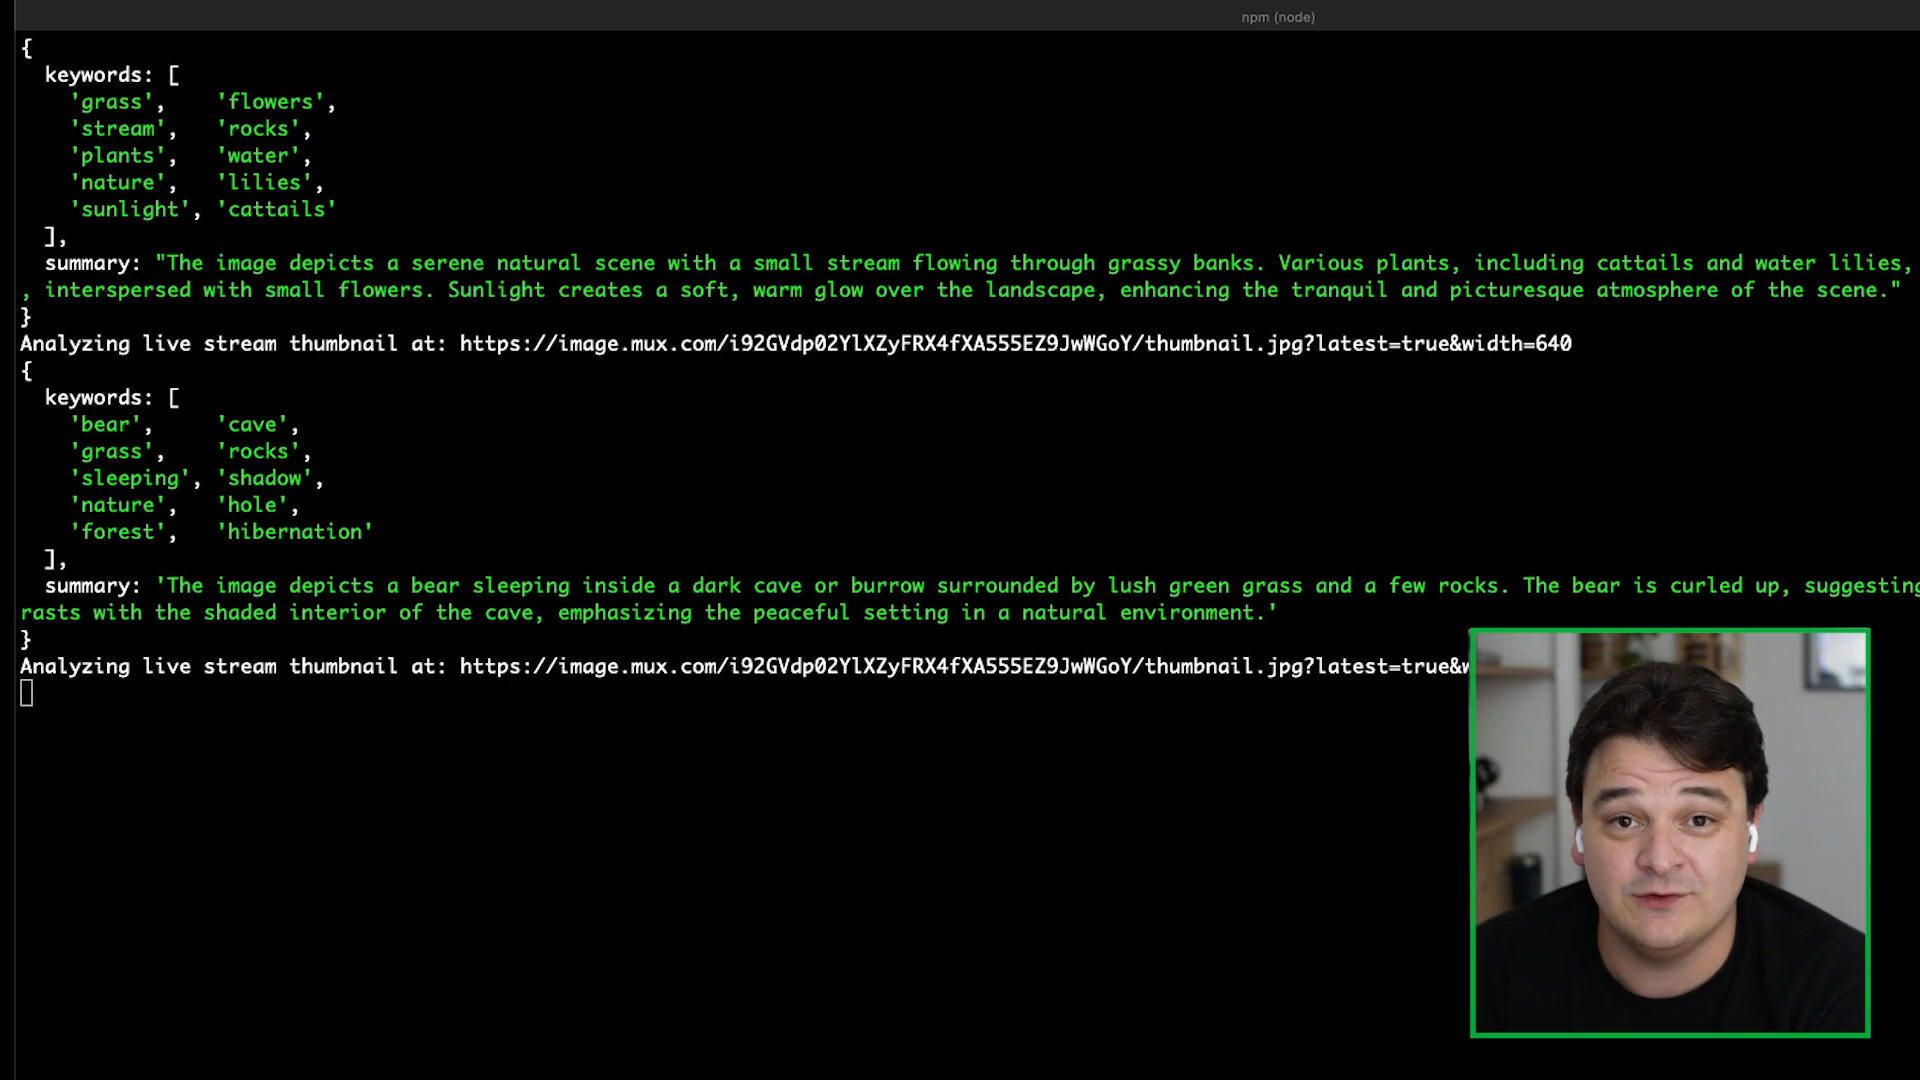 npm (node)
{
keywords: [
'grass', 'flowers',
'stream', 'rocks',
'plants', 'water',
'nature', 'lilies',
'sunlight', 'cattails'
],
summary: "The image depicts a serene natural scene with a small stream flowing through grassy banks. Various plants, including cattails and water lilies,
, interspersed with small flowers. Sunlight creates a soft, warm glow over the landscape, enhancing the tranquil and picturesque atmosphere of the scene."
}
Analyzing live stream thumbnail at: https://image.mux.com/i92GVdp02YlXZyFRX4fXA555EZ9JwWGoY/thumbnail.jpg?latest=true&width=640
{
keywords: [
'bear', 'cave',
'grass', 'rocks',
'sleeping', 'shadow',
'nature', 'hole',
'forest', 'hibernation'
],
summary: 'The image depicts a bear sleeping inside a dark cave or burrow surrounded by lush green grass and a few rocks. The bear is curled up, suggesting
rasts with the shaded interior of the cave, emphasizing the peaceful setting in a natural environment.'
}
Analyzing live stream thumbnail at: https://image.mux.com/i92GVdp02YlXZyFRX4fXA555EZ9JwWGoY/thumbnail.jpg?latest=true&w